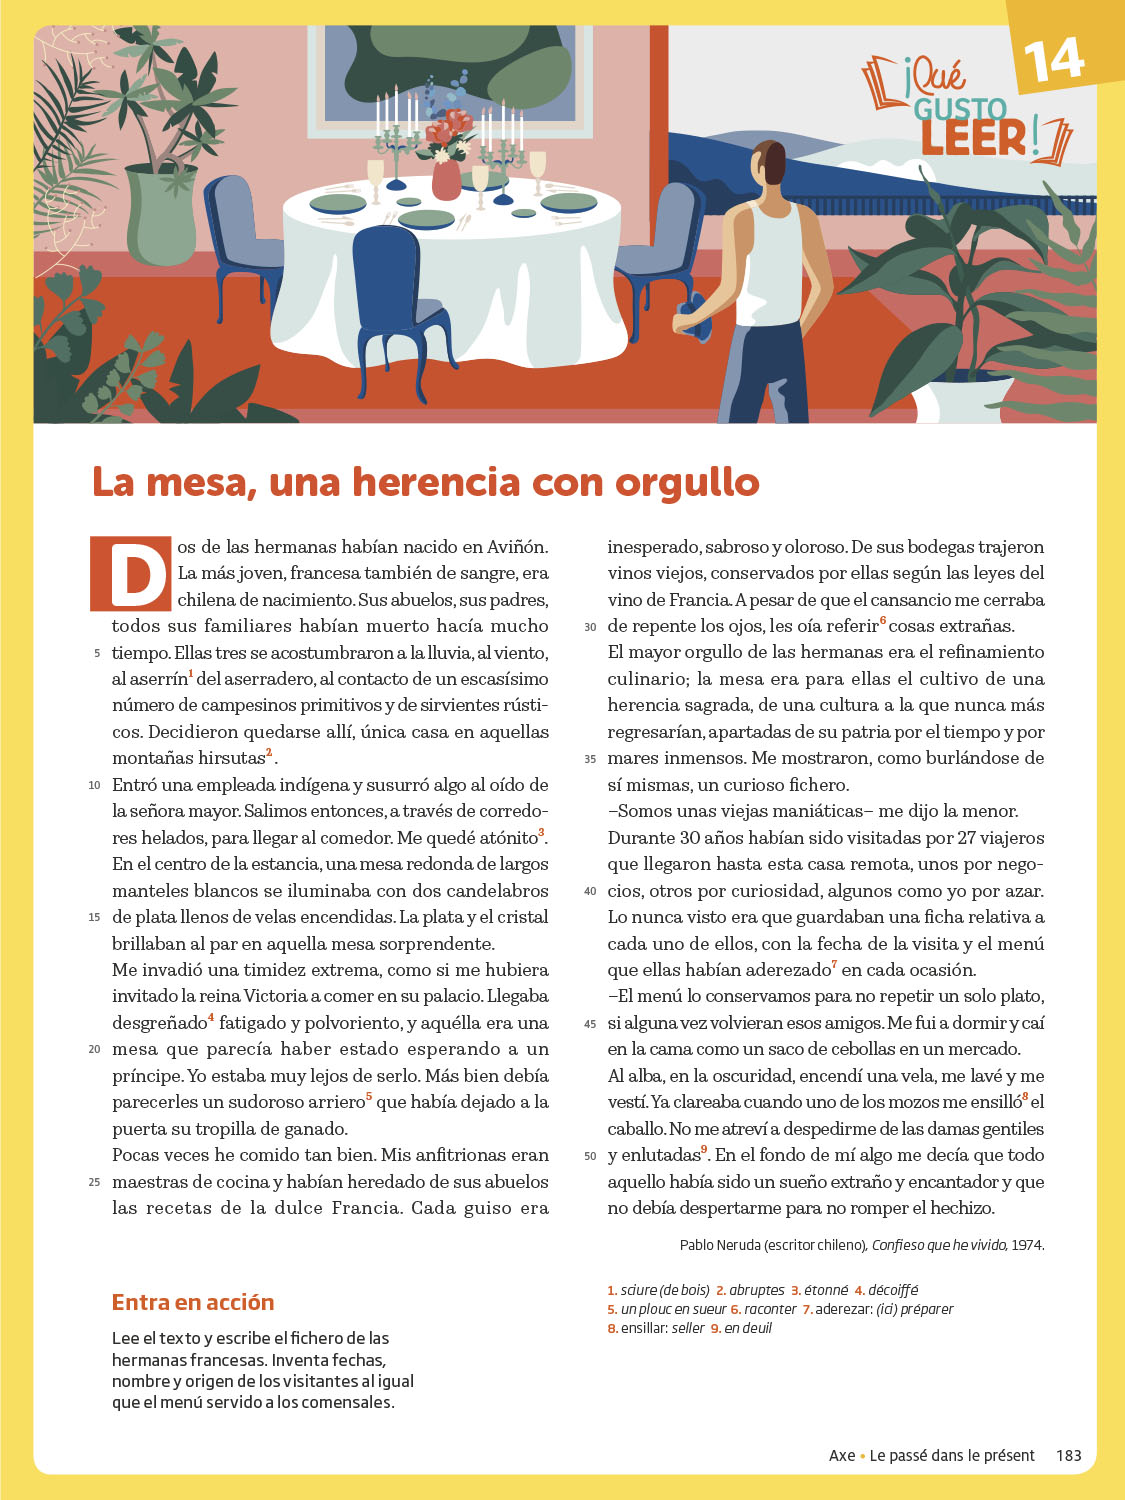 14
¡Qué
GUSTO
LEER!
La mesa, una herencia con orgullo
Dos de las hermanas habían nacido en Aviñón.
La más joven, francesa también de sangre, era
chilena de nacimiento. Sus abuelos, sus padres,
todos sus familiares habían muerto hacía mucho
5 tiempo. Ellas tres se acostumbraron a la lluvia, al viento,
al aserrín1 del aserradero, al contacto de un escasísimo
número de campesinos primitivos y de sirvientes rústi-
cos. Decidieron quedarse allí, única casa en aquellas
montañas hirsutas2.
10 Entró una empleada indígena y susurró algo al oído de
la señora mayor. Salimos entonces, a través de corredo-
res helados, para llegar al comedor. Me quedé atónito3.
En el centro de la estancia, una mesa redonda de largos
manteles blancos se iluminaba con dos candelabros
15 de plata llenos de velas encendidas. La plata y el cristal
brillaban al par en aquella mesa sorprendente.
Me invadió una timidez extrema, como si me hubiera
invitado la reina Victoria a comer en su palacio. Llegaba
desgreñado4 fatigado y polvoriento, y aquélla era una
20 mesa que parecía haber estado esperando a un
príncipe. Yo estaba muy lejos de serlo. Más bien debía
parecerles un sudoroso arriero5 que había dejado a la
puerta su tropilla de ganado.
Pocas veces he comido tan bien. Mis anfitrionas eran
25 maestras de cocina y habían heredado de sus abuelos
las recetas de la dulce Francia. Cada guiso era
inesperado, sabroso y oloroso. De sus bodegas trajeron
vinos viejos, conservados por ellas según las leyes del
vino de Francia. A pesar de que el cansancio me cerraba
30 de repente los ojos, les oía referir6 cosas extrañas.
El mayor orgullo de las hermanas era el refinamiento
culinario; la mesa era para ellas el cultivo de una
herencia sagrada, de una cultura a la que nunca más
regresarían, apartadas de su patria por el tiempo y por
35 mares inmensos. Me mostraron, como burlándose de
sí mismas, un curioso fichero.
–Somos unas viejas maniáticas– me dijo la menor.
Durante 30 años habían sido visitadas por 27 viajeros
que llegaron hasta esta casa remota, unos por nego-
40 cios, otros por curiosidad, algunos como yo por azar.
Lo nunca visto era que guardaban una ficha relativa a
cada uno de ellos, con la fecha de la visita y el menú
que ellas habían aderezado7 en cada ocasión.
–El menú lo conservamos para no repetir un solo plato,
45 si alguna vez volvieran esos amigos. Me fui a dormir y caí
en la cama como un saco de cebollas en un mercado.
Al alba, en la oscuridad, encendí una vela, me lavé y me
vestí. Ya clareaba cuando uno de los mozos me ensilló8 el
caballo. No me atreví a despedirme de las damas gentiles
50 y enlutadas9. En el fondo de mí algo me decía que todo
aquello había sido un sueño extraño y encantador y que
no debía despertarme para no romper el hechizo.
Pablo Neruda (escritor chileno), Confieso que he vivido, 1974.
1. sciure (de bois) 2. abruptes 3. étonné 4. décoiffé
5. un plouc en sueur 6. raconter 7. aderezar: (ici) préparer
8. ensillar: seller 9. en deuil
Entra en acción
Lee el texto y escribe el fichero de las
hermanas francesas. Inventa fechas,
nombre y origen de los visitantes al igual
que el menú servido a los comensales.
Axe • Le passé dans le présent 183